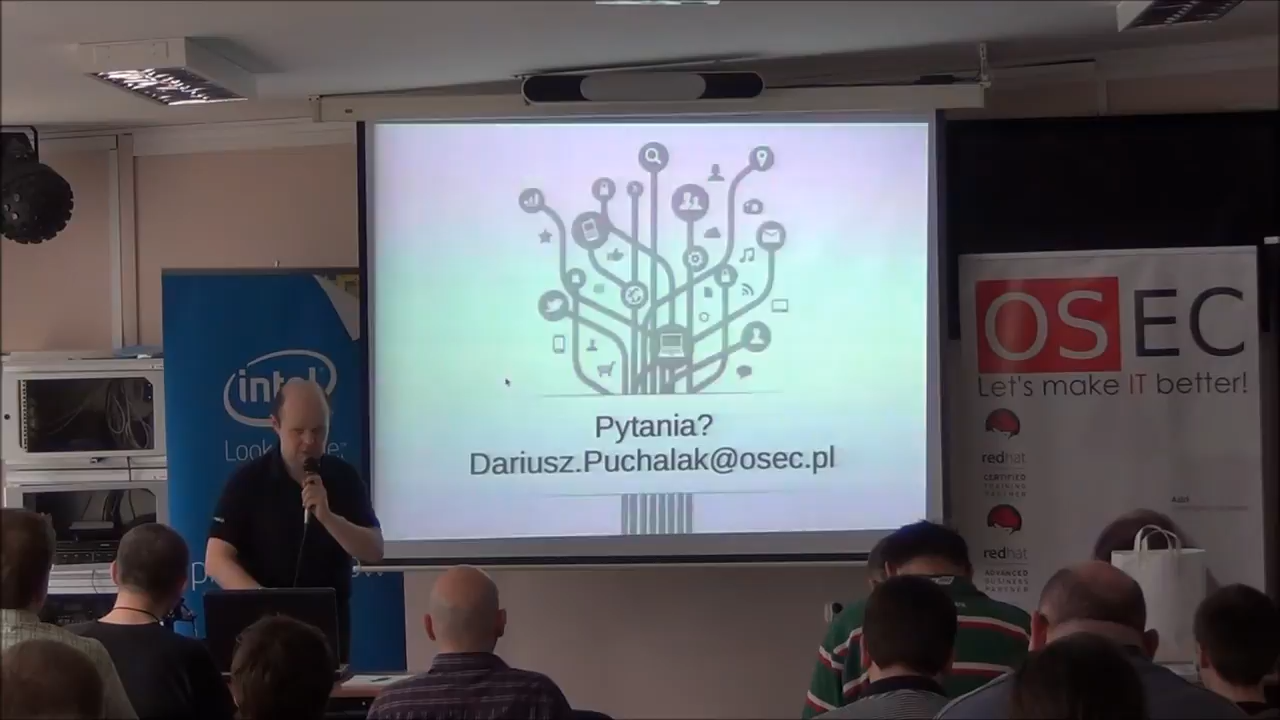 Pytania?
Dariusz.Puchalak@osec.pl
intel
Look
OSEC
Let's make IT better!
redhat
CERTIFIED
TRAINING
PARTNER
redhat
ADVANCED
BUSINESS
PARTNER